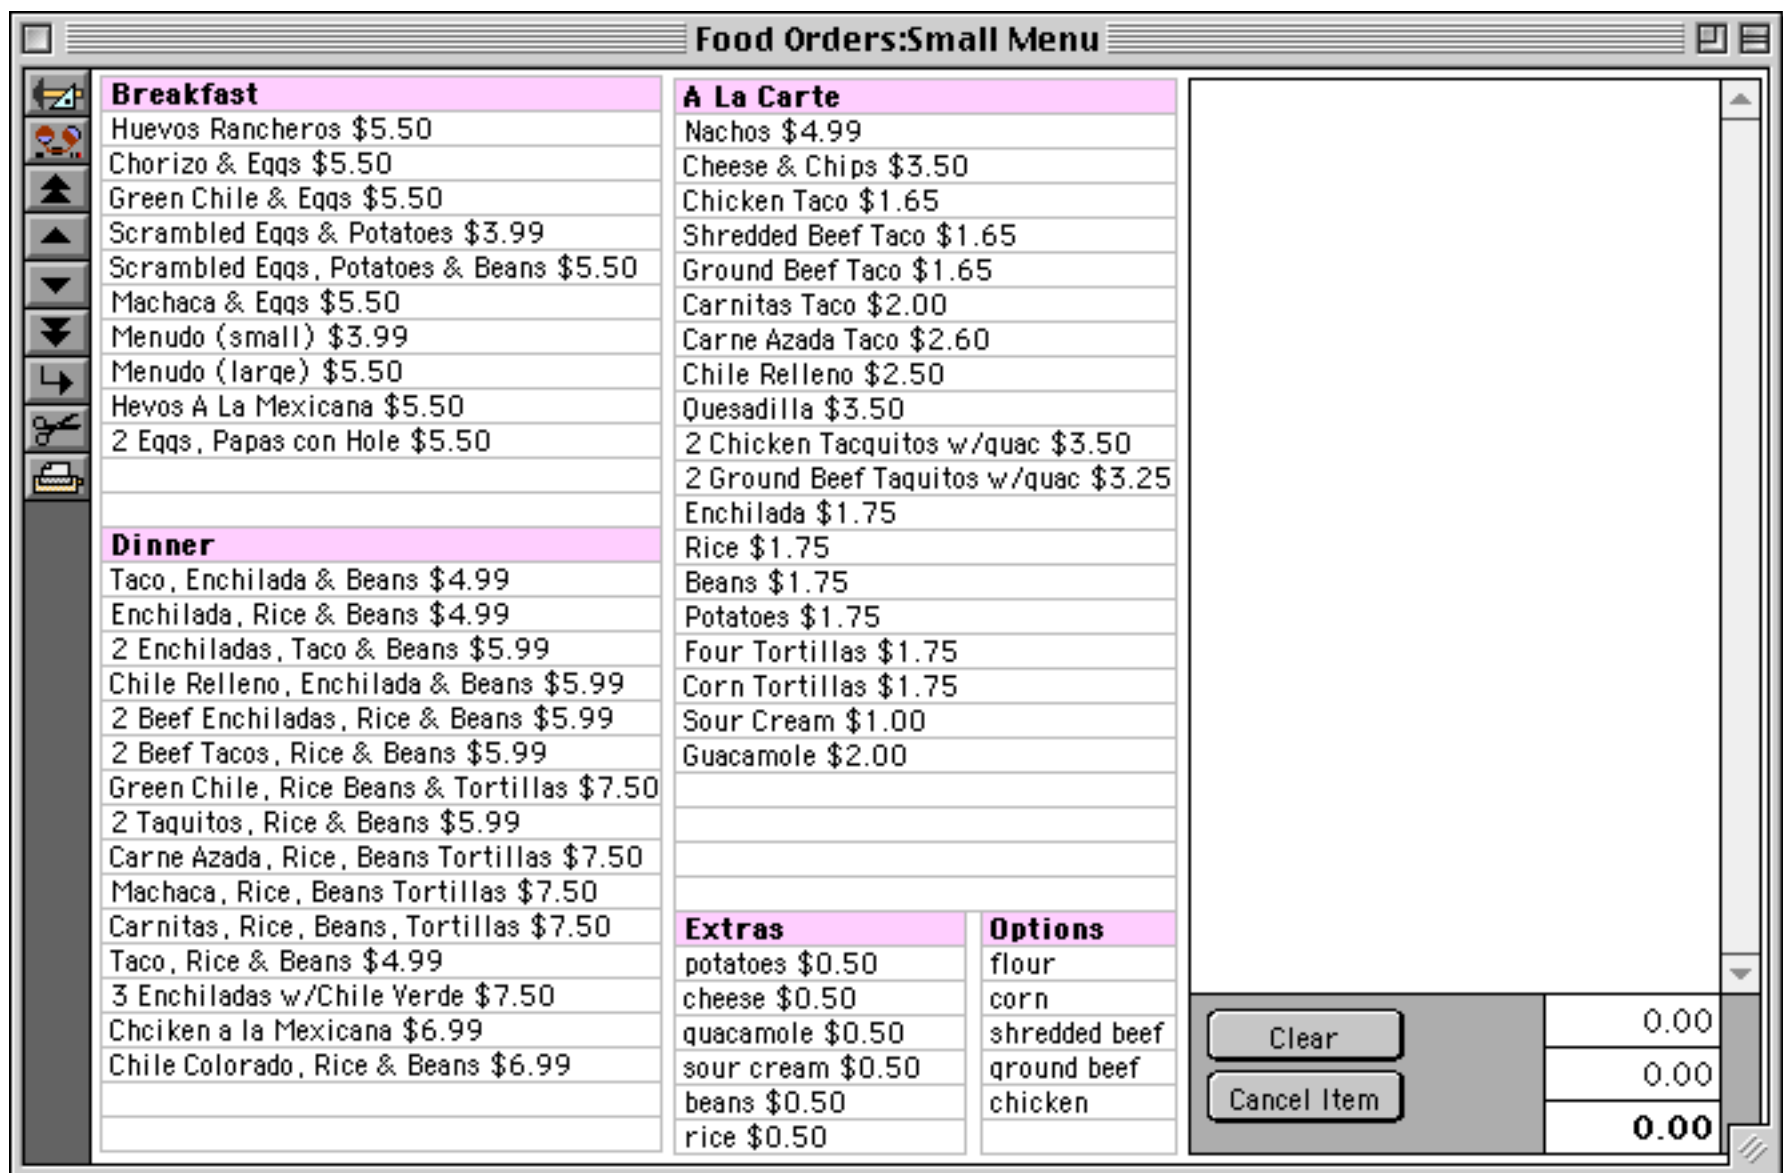 Food Orders:Small Menu
Breakfast
Huevos Rancheros $5.50
Chorizo & Eggs $5.50
Green Chile & Eggs $5.50
Scrambled Eggs & Potatoes $3.99
Scrambled Eggs, Potatoes & Beans $5.50
Machaca & Eggs $5.50
Menudo (small) $3.99
Menudo (large) $5.50
Hevos A La Mexicana $5.50
2 Eggs, Papas con Hole $5.50
Dinner
Taco, Enchilada & Beans $4.99
Enchilada, Rice & Beans $4.99
2 Enchiladas, Taco & Beans $5.99
Chile Relleno, Enchilada & Beans $5.99
2 Beef Enchiladas, Rice & Beans $5.99
2 Beef Tacos, Rice & Beans $5.99
Green Chile, Rice Beans & Tortillas $7.50
2 Taquitos, Rice & Beans $5.99
Carne Azada, Rice, Beans Tortillas $7.50
Machaca, Rice, Beans Tortillas $7.50
Carnitas, Rice, Beans, Tortillas $7.50
Taco, Rice & Beans $4.99
3 Enchiladas w/Chile Verde $7.50
Chciken a la Mexicana $6.99
Chile Colorado, Rice & Beans $6.99
A La Carte
Nachos $4.99
Cheese & Chips $3.50
Chicken Taco $1.65
Shredded Beef Taco $1.65
Ground Beef Taco $1.65
Carnitas Taco $2.00
Carne Azada Taco $2.60
Chile Relleno $2.50
Quesadilla $3.50
2 Chicken Tacquitos w/guac $3.50
2 Ground Beef Taquitos w/guac $3.25
Enchilada $1.75
Rice $1.75
Beans $1.75
Potatoes $1.75
Four Tortillas $1.75
Corn Tortillas $1.75
Sour Cream $1.00
Guacamole $2.00
Extras
potatoes $0.50
cheese $0.50
guacamole $0.50
sour cream $0.50
beans $0.50
rice $0.50
Options
flour
corn
shredded beef
ground beef
chicken
Clear
Cancel Item
0.00
0.00
0.00